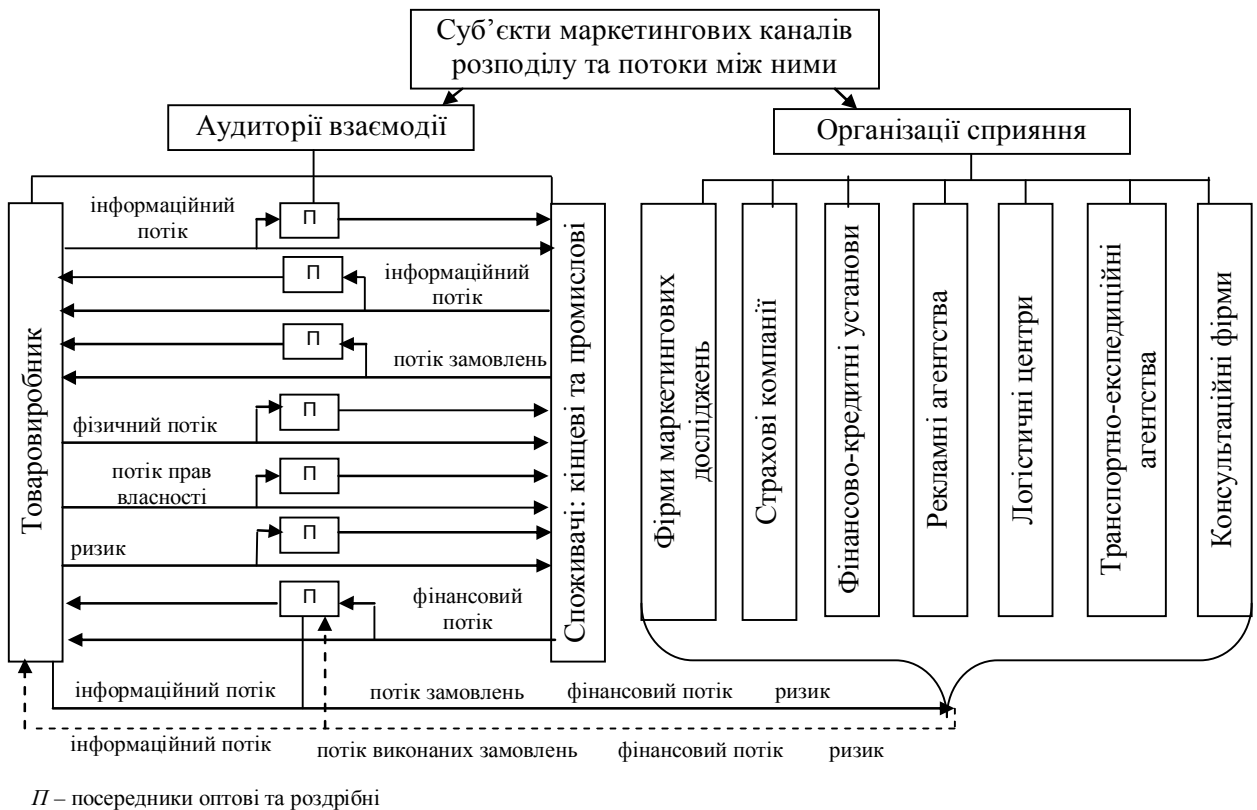 Суб’єкти маркетингових каналів
розподілу та потоки між ними
Аудиторії взаємодії
Організації сприяння
Товаровиробник
інформаційний
потік
П
П
інформаційний
потік
П
потік замовлень
П
фізичний потік
П
потік прав
власності
П
ризик
П
фінансовий
потік
Споживачі: кінцеві та промислові
Фірми маркетингових
досліджень
Страхові компанії
Фінансово-кредитні установи
Рекламні агентства
Логістичні центри
Транспортно-експедиційні
агентства
Консультаційні фірми
інформаційний потік потік замовлень фінансовий потік ризик
інформаційний потік потік виконаних замовлень фінансовий потік ризик
П – посередники оптові та роздрібні